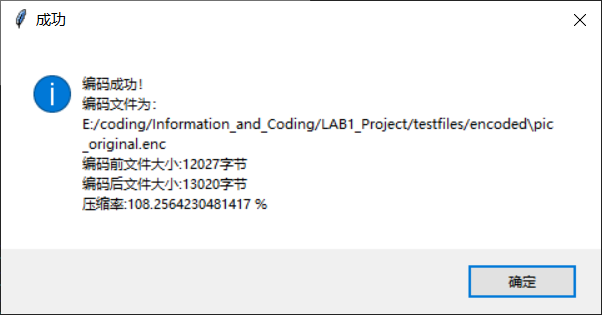 成功
编码成功！
编码文件为：
E:/coding/Information_and_Coding/LAB1_Project/testfiles/encoded\pic
_original.enc
编码前文件大小:12027字节
编码后文件大小:13020字节
压缩率:108.2564230481417 %
确定